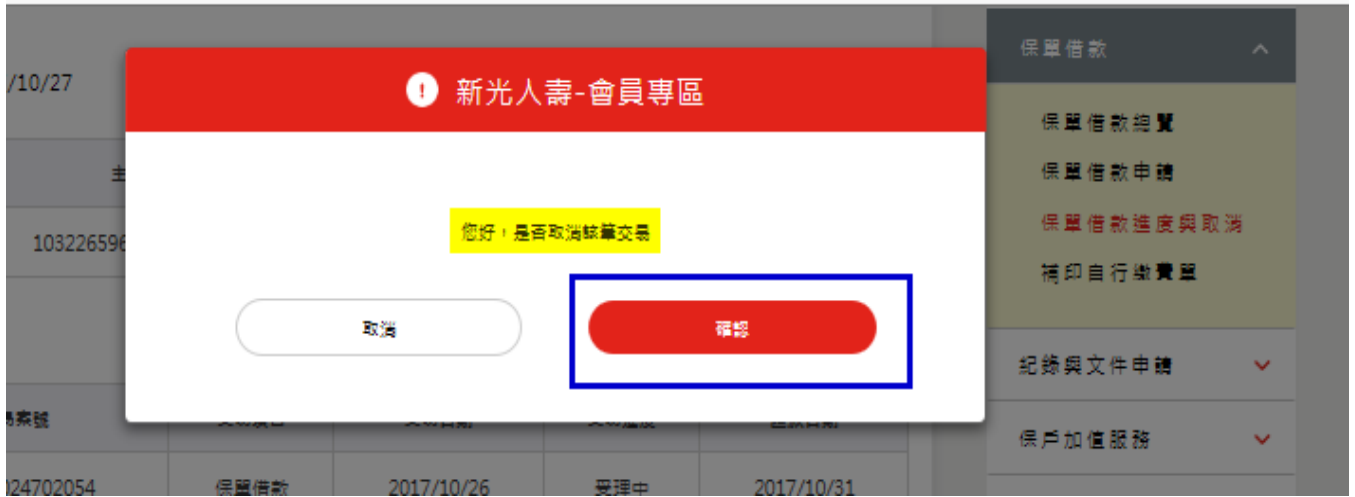 保單借款
/10/27
! 新光人壽-會員專區
保單借款總覽
主
保單借款申請
103226596
您好，是否取消該筆交易
保單借款進度與取消
補印自行繳費單
取消
確認
紀錄與文件申請
易案號
保戶加值服務
024702054
保單借款
2017/10/26
受理中
2017/10/31